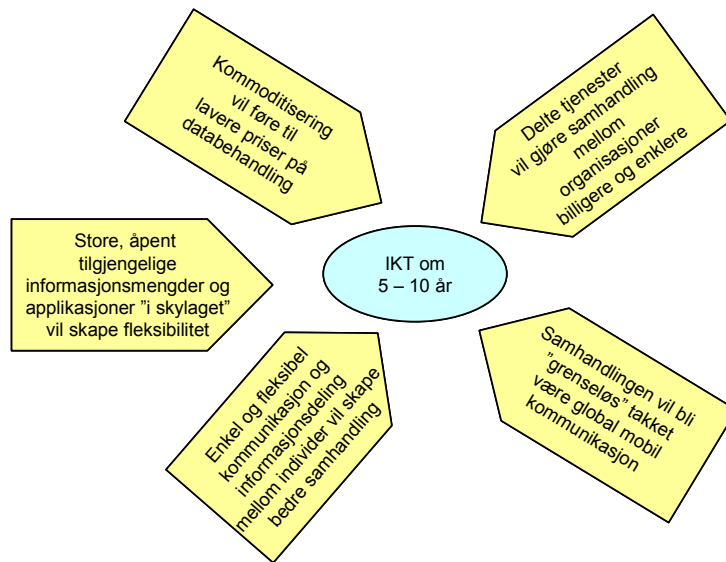 Kommoditisering
vil føre til
lavere priser på
databehandling
Delte tjenester
vil gjøre samhandling
mellom
organisasjoner
billigere og enklere
Store, åpent
tilgjengelige
informasjonsmengder og
applikasjoner ”i skylaget”
vil skape fleksibilitet
IKT om
5 – 10 år
Enkel og fleksibel
kommunikasjon og
informasjonsdeling
mellom individer vil skape
bedre samhandling
Samhandlingen vil bli
”grenseløs” takket
være global mobil
kommunikasjon